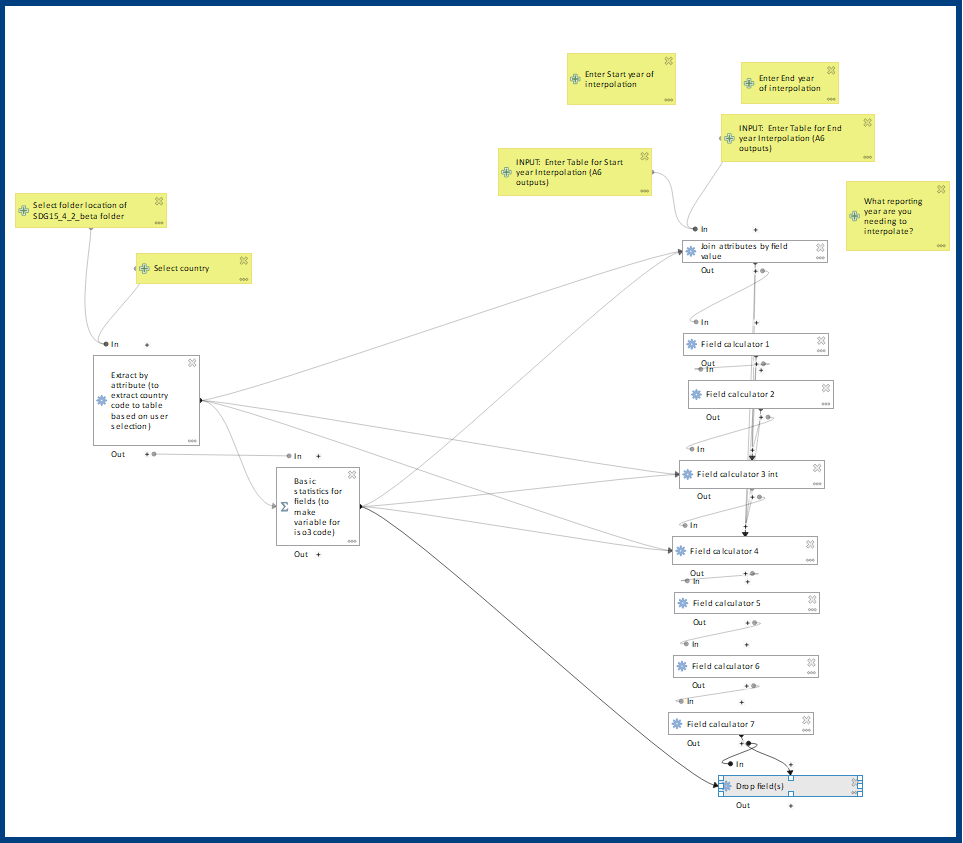 Enter Start year of
interpolation
Enter End year
of interpolation
INPUT: Enter Table for End
year Interpolation (A6
outputs)
INPUT: Enter Table for Start
year Interpolation (A6
outputs)
What reporting
year are you
needing to
interpolate?
Select folder location of
SDG15_4_2_beta folder
Select country
In
Join attributes by field
value
Out
In
Field calculator 1
Out
In
Field calculator 2
Out
In
Extract by
attribute (to
extract country
code to table
based on user
selection)
Out
In
Field calculator 3 int
Out
In
Basic
statistics for
fields (to
make
variable for
iso3 code)
Out
In
Field calculator 4
Out
In
Field calculator 5
Out
In
Field calculator 6
Out
In
Field calculator 7
Out
In
Drop field(s)
Out